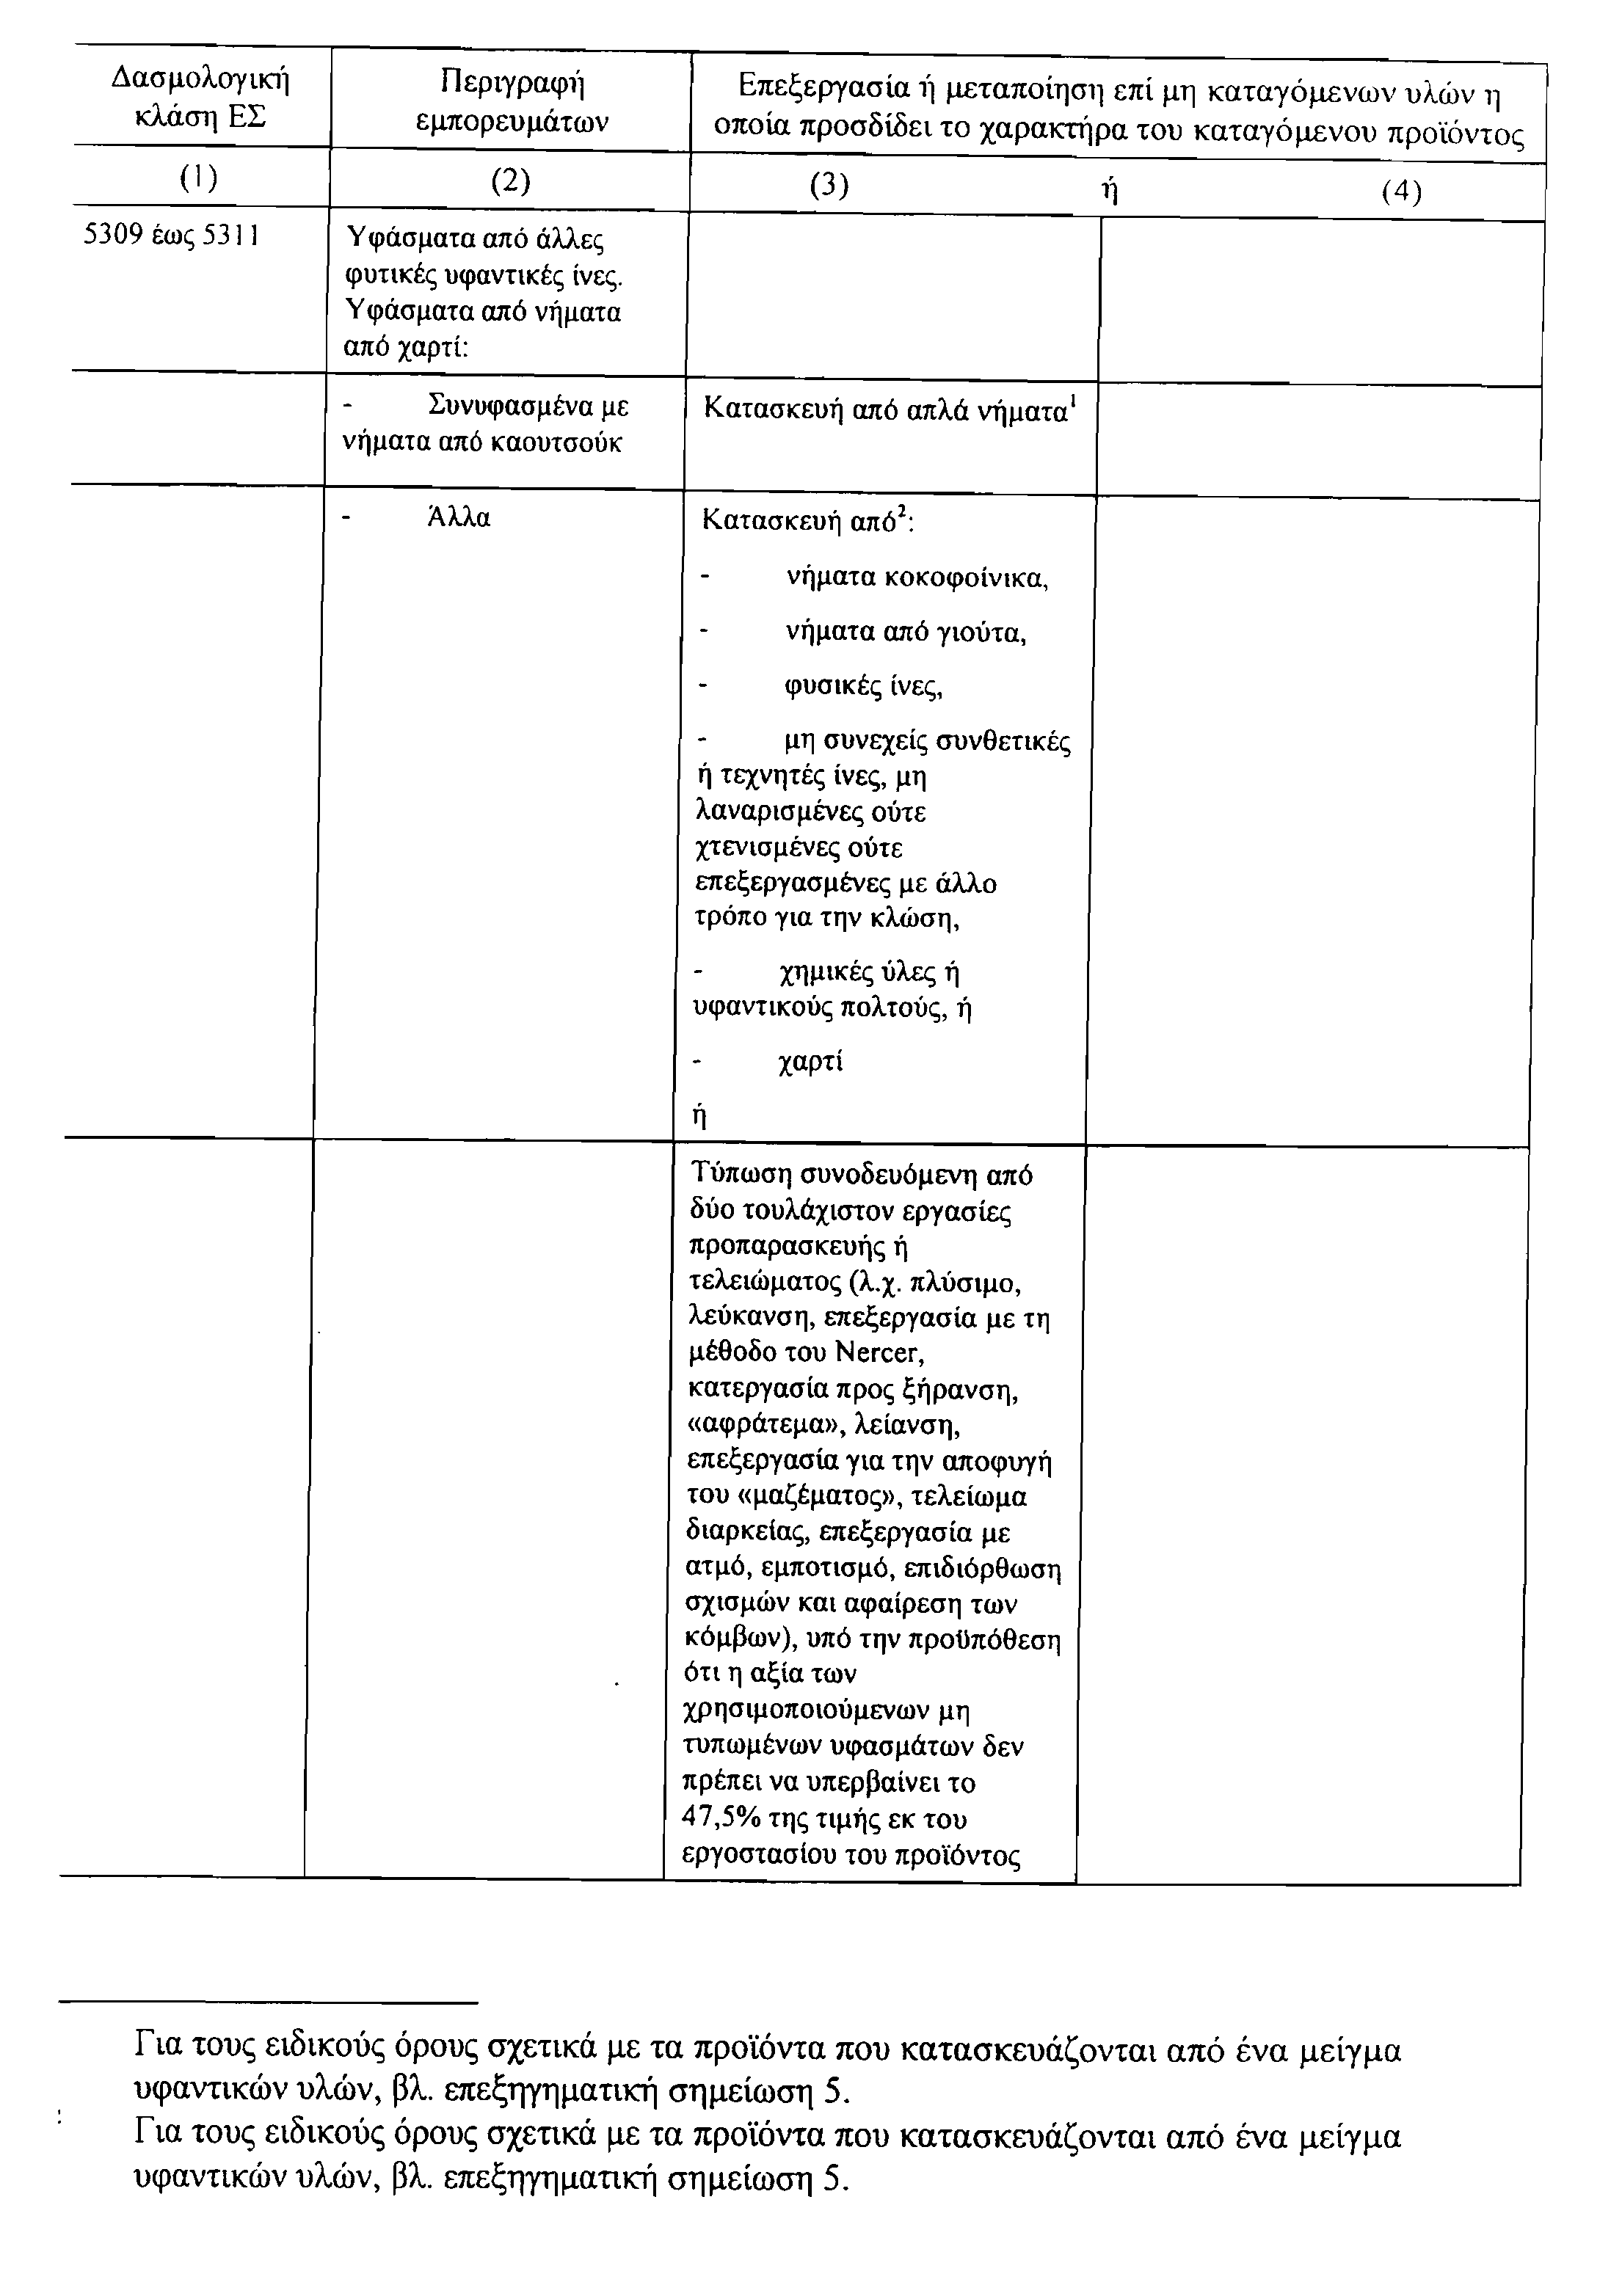 Δασμολογική
κλάση ΕΣ
Περιγραφή
εμπορευμάτων
Επεξεργασία ή μεταποίηση επί μη καταγόμενων υλών η
οποία προσδίδει το χαρακτήρα του καταγόμενου προϊόντος
(1)
(2)
(3) ή (4)
5309 έως 5311
Υφάσματα από άλλες
φυτικές υφαντικές ίνες.
Υφάσματα από νήματα
από χαρτί:
- Συνυφασμένα με
νήματα από καουτσούκ
Κατασκευή από απλά νήματα¹
- Άλλα
Κατασκευή από²:
- νήματα κοκοφοίνικα,
- νήματα από γιούτα,
- φυσικές ίνες,
- μη συνεχείς συνθετικές
ή τεχνητές ίνες, μη
λαναρισμένες ούτε
χτενισμένες ούτε
επεξεργασμένες με άλλο
τρόπο για την κλώση,
- χημικές ύλες ή
υφαντικούς πολτούς, ή
- χαρτί
ή
Τύπωση συνοδευόμενη από
δύο τουλάχιστον εργασίες
προπαρασκευής ή
τελειώματος (λ.χ. πλύσιμο,
λεύκανση, επεξεργασία με τη
μέθοδο του Nercer,
κατεργασία προς ξήρανση,
«αφράτεμα», λείανση,
επεξεργασία για την αποφυγή
του «μαζέματος», τελείωμα
διαρκείας, επεξεργασία με
ατμό, εμποτισμό, επιδιόρθωση
σχισμών και αφαίρεση των
κόμβων), υπό την προϋπόθεση
ότι η αξία των
χρησιμοποιούμενων μη
τυπωμένων υφασμάτων δεν
πρέπει να υπερβαίνει το
47,5% της τιμής εκ του
εργοστασίου του προϊόντος
Για τους ειδικούς όρους σχετικά με τα προϊόντα που κατασκευάζονται από ένα μείγμα
υφαντικών υλών, βλ. επεξηγηματική σημείωση 5.
Για τους ειδικούς όρους σχετικά με τα προϊόντα που κατασκευάζονται από ένα μείγμα
υφαντικών υλών, βλ. επεξηγηματική σημείωση 5.